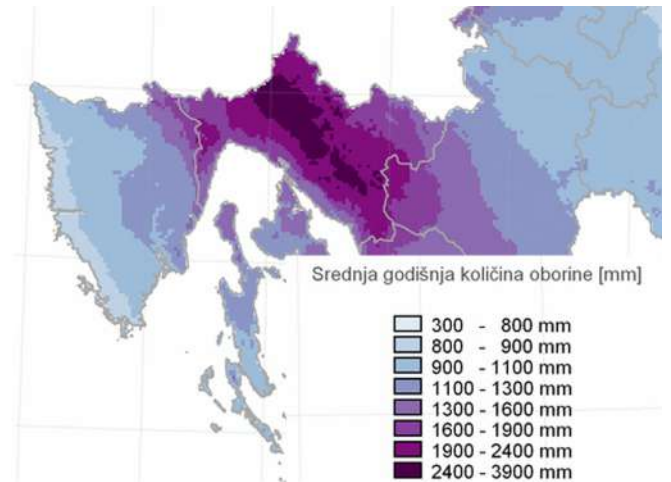 Srednja godišnja količina oborine [mm]
300 - 800 mm
800 - 900 mm
900 - 1100 mm
1100 - 1300 mm
1300 - 1600 mm
1600 - 1900 mm
1900 - 2400 mm
2400 - 3900 mm